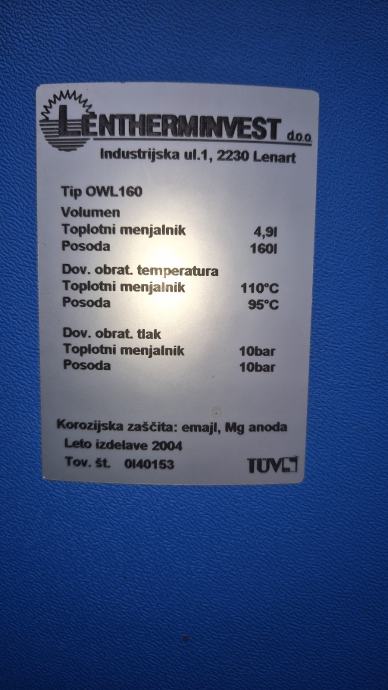 LENTHERMINVEST d.o.o
Industrijska ul.1, 2230 Lenart
Tip OWL160
Volumen
Toplotni menjalnik 4,9l
Posoda 160l
Dov. obrat. temperatura
Toplotni menjalnik 110°C
Posoda 95°C
Dov. obrat. tlak
Toplotni menjalnik 10bar
Posoda 10bar
Korozijska zaščita: emajl, Mg anoda
Leto izdelave 2004
Tov. št. 0I40153 TÜV